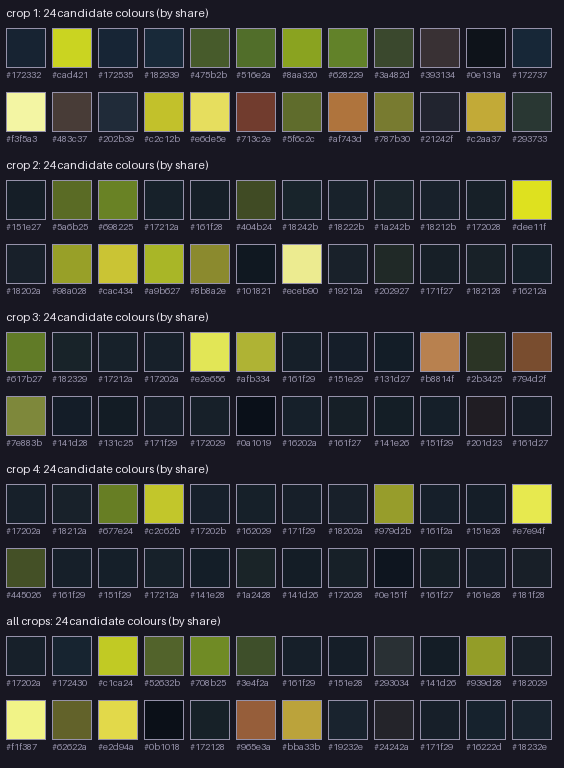 crop 1: 24 candidate colours (by share)
#172332 #cad421 #172535 #182939 #475b2b #516e2a #8aa320 #628229 #3a482d #393134 #0e131a #172737
#f3f5a3 #483c37 #202b39 #c2c12b #e6de5e #713c2e #5f6c2c #af743d #787b30 #21242f #c2aa37 #293733
crop 2: 24 candidate colours (by share)
#151e27 #5a6b25 #698225 #17212a #161f28 #404b24 #18242b #18222b #1a242b #18212b #172028 #dee11f
#18202a #98a028 #cac434 #a9b627 #8b8a2e #101821 #eceb90 #19212a #202927 #171f27 #182128 #16212a
crop 3: 24 candidate colours (by share)
#617b27 #182329 #17212a #17202a #e2e656 #afb334 #161f29 #151e29 #131d27 #b8814f #2b3425 #794d2f
#7e883b #141d28 #131c25 #171f29 #172029 #0a1019 #16202a #161f27 #141e26 #151f29 #201d23 #161d27
crop 4: 24 candidate colours (by share)
#17202a #18212a #677e24 #c2c62b #17202b #162029 #171f29 #18202a #979d2b #161f2a #151e28 #e7e94f
#445026 #161f29 #151f29 #17212a #141e28 #1a2428 #141d26 #172028 #0e151f #161f27 #161e28 #181f28
all crops: 24 candidate colours (by share)
#17202a #172430 #c1ca24 #52632b #708b25 #3e4f2a #161f29 #151e28 #293034 #141d26 #939d28 #182029
#f1f387 #62622a #e2d94a #0b1018 #172128 #965e3a #bba33b #19232e #24242a #171f29 #16222d #18232e